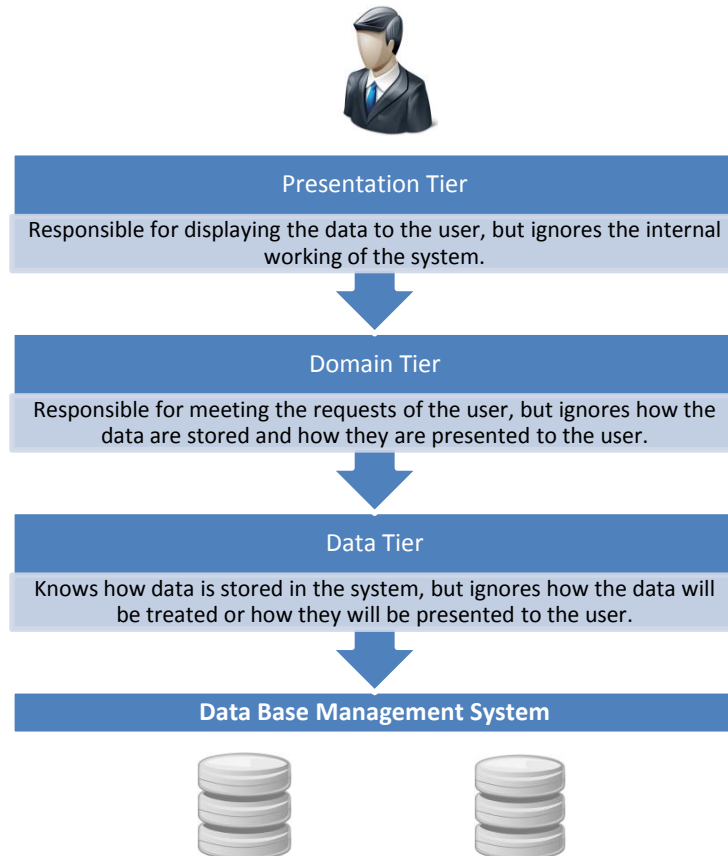 Presentation Tier
Responsible for displaying the data to the user, but ignores the internal
working of the system.
Domain Tier
Responsible for meeting the requests of the user, but ignores how the
data are stored and how they are presented to the user.
Data Tier
Knows how data is stored in the system, but ignores how the data will
be treated or how they will be presented to the user.
Data Base Management System